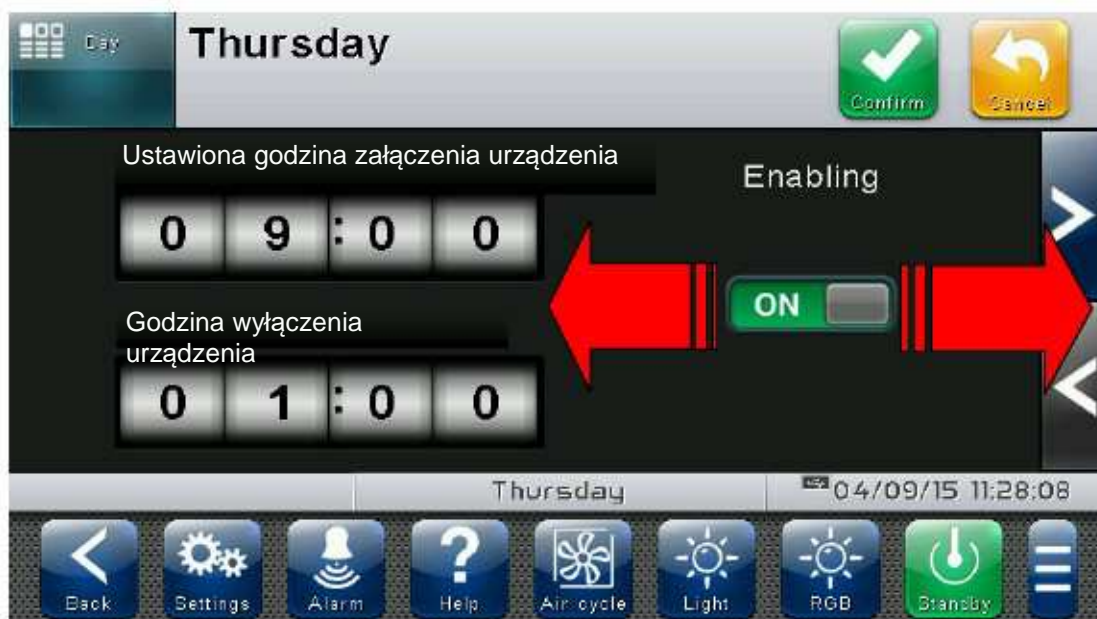 Day
Thursday
Confirm
Cancel
Ustawiona godzina załączenia urządzenia
Enabling
0 9 : 0 0
ON
Godzina wyłączenia
urządzenia
0 1 : 0 0
Thursday
04/09/15 11:28:08
Back
Settings
Alarm
Help
Air cycle
Light
RGB
Standby